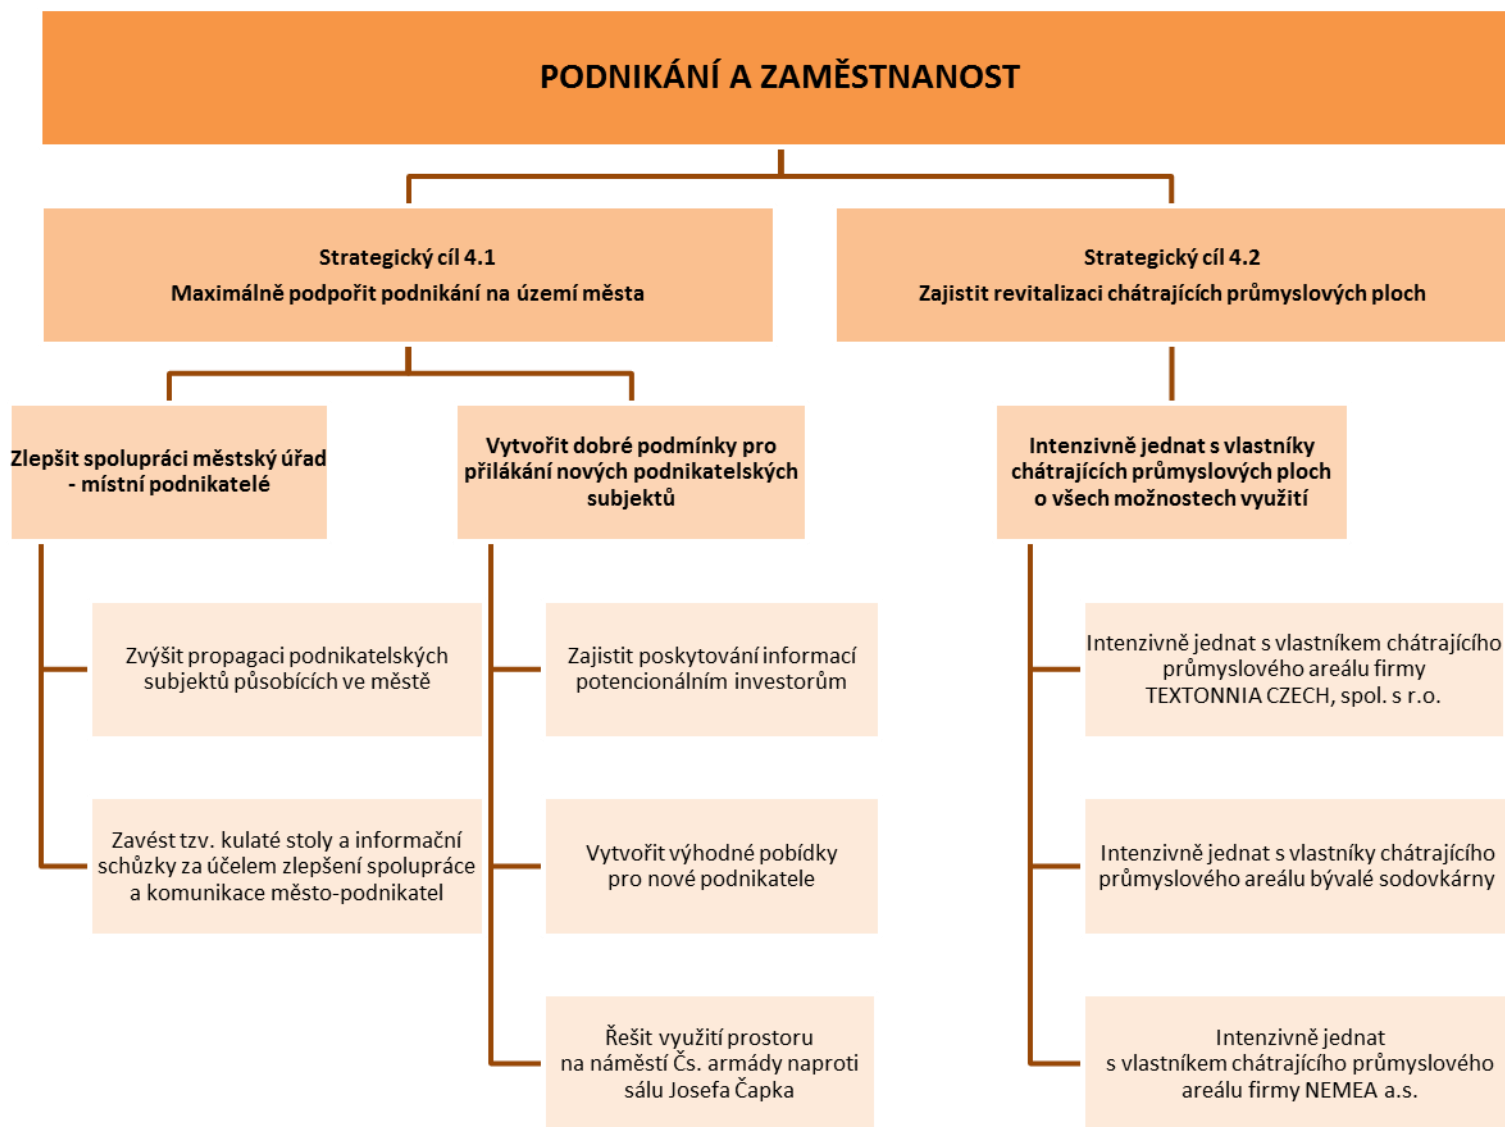 PODNIKÁNÍ A ZAMĚSTNANOST
Strategický cíl 4.1
Maximálně podpořit podnikání na území města
Strategický cíl 4.2
Zajistit revitalizaci chátrajících průmyslových ploch
Zlepšit spolupráci městský úřad
- místní podnikatelé
Vytvořit dobré podmínky pro
přilákání nových podnikatelských
subjektů
Intenzivně jednat s vlastníky
chátrajících průmyslových ploch
o všech možnostech využití
Zvýšit propagaci podnikatelských
subjektů působících ve městě
Zavést tzv. kulaté stoly a informační
schůzky za účelem zlepšení spolupráce
a komunikace město-podnikatel
Zajistit poskytování informací
potencionálním investorům
Vytvořit výhodné pobídky
pro nové podnikatele
Řešit využití prostoru
na náměstí Čs. armády naproti
sálu Josefa Čapka
Intenzivně jednat s vlastníkem chátrajícího
průmyslového areálu firmy
TEXTONNIA CZECH, spol. s r.o.
Intenzivně jednat s vlastníky chátrajícího
průmyslového areálu bývalé sodovkárny
Intenzivně jednat
s vlastníkem chátrajícího průmyslového
areálu firmy NEMEA a.s.